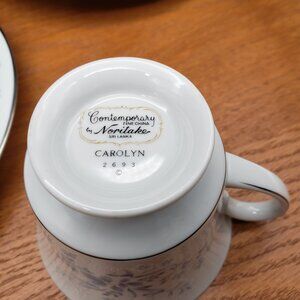 Contemporary
FINE CHINA
by Noritake
SRI LANKA
CAROLYN
2693
©